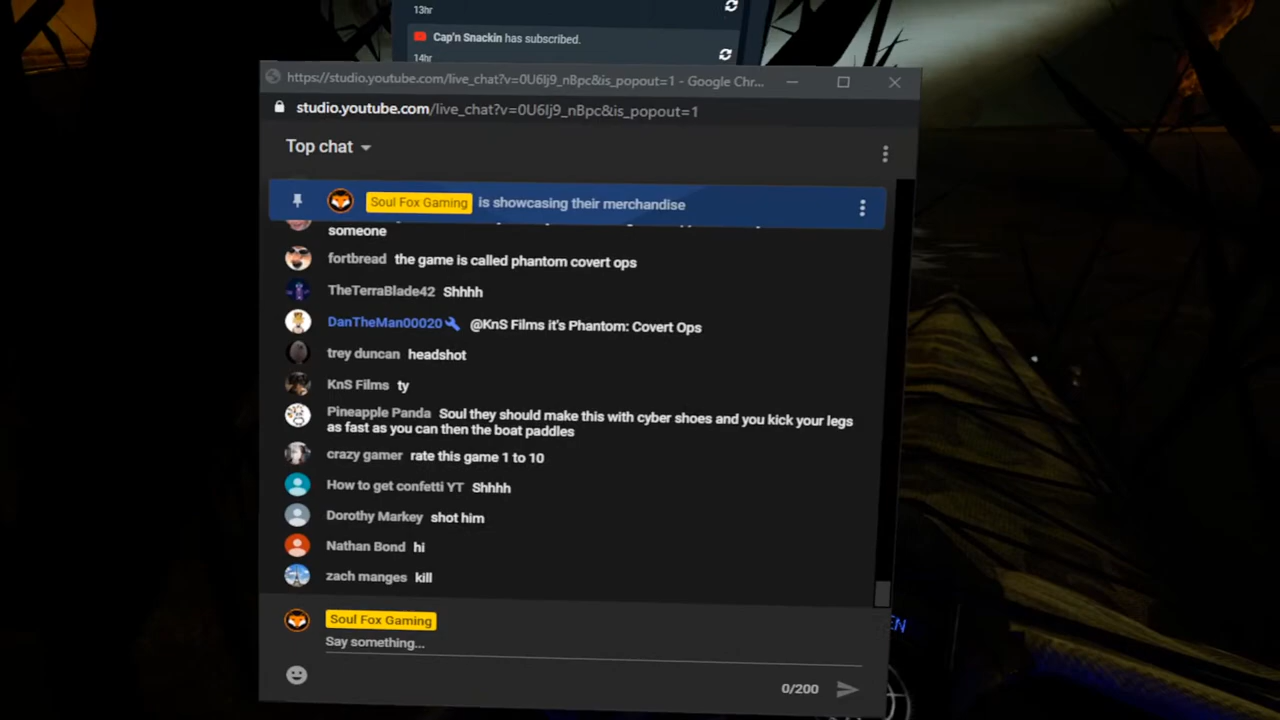 13hr
Cap'n Snackin has subscribed.
14hr
https://studio.youtube.com/live_chat?v=0U6lj9_nBpc&is_popout=1 - Google Chr...
studio.youtube.com/live_chat?v=0U6lj9_nBpc&is_popout=1
Top chat
Soul Fox Gaming is showcasing their merchandise
someone
fortbread the game is called phantom covert ops
TheTerraBlade42 Shhhh
DanTheMan00020 @KnS Films it's Phantom: Covert Ops
trey duncan headshot
KnS Films ty
Pineapple Panda Soul they should make this with cyber shoes and you kick your legs
as fast as you can then the boat paddles
crazy gamer rate this game 1 to 10
How to get confetti YT Shhhh
Dorothy Markey shot him
Nathan Bond hi
zach manges kill
Soul Fox Gaming
Say something...
0/200